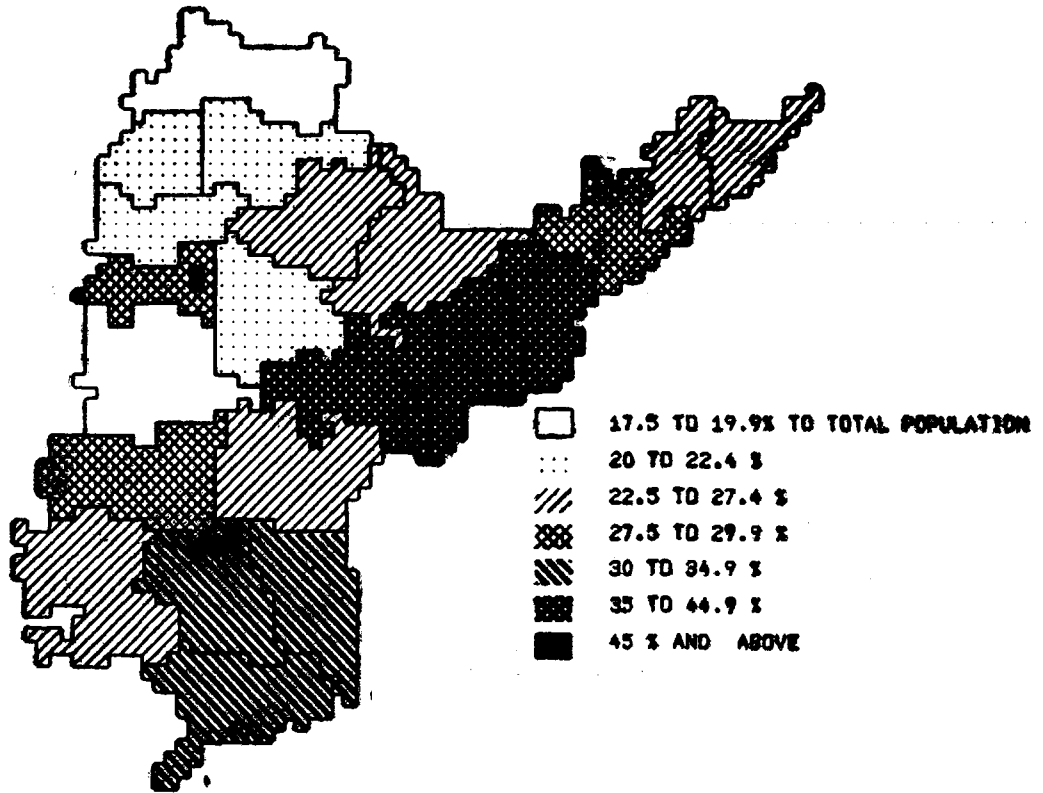 17.5 TO 19.9% TO TOTAL POPULATION
20 TO 22.4 %
22.5 TO 27.4 %
27.5 TO 29.9 %
30 TO 34.9 %
35 TO 44.9 %
45 % AND ABOVE